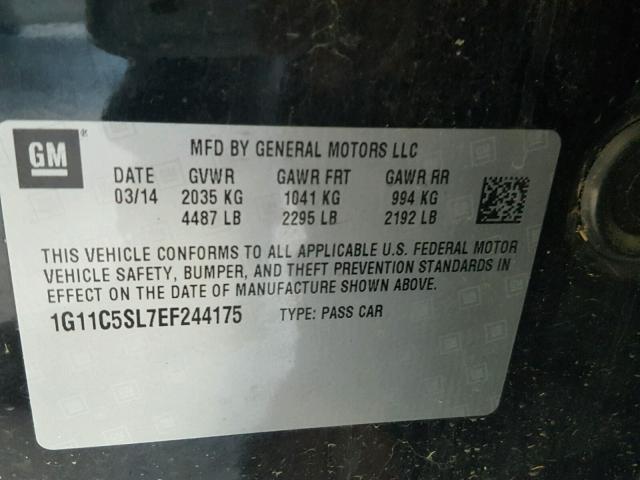 GM ®
MFD BY GENERAL MOTORS LLC
DATE GVWR GAWR FRT GAWR RR
03/14 2035 KG 1041 KG 994 KG
4487 LB 2295 LB 2192 LB
THIS VEHICLE CONFORMS TO ALL APPLICABLE U.S. FEDERAL MOTOR
VEHICLE SAFETY, BUMPER, AND THEFT PREVENTION STANDARDS IN
EFFECT ON THE DATE OF MANUFACTURE SHOWN ABOVE.
1G11C5SL7EF244175 TYPE: PASS CAR